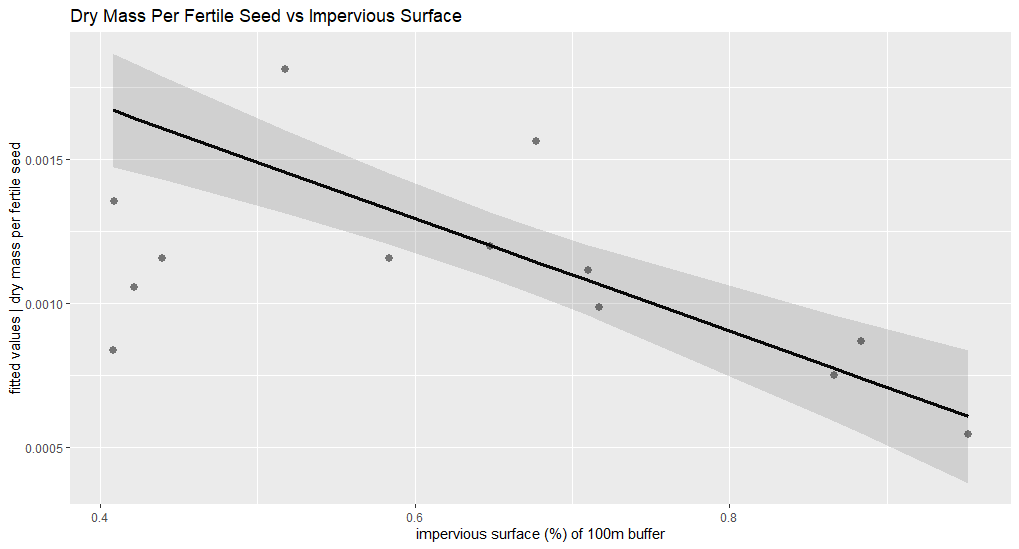 Dry Mass Per Fertile Seed vs Impervious Surface
fitted values | dry mass per fertile seed
0.0015
0.0010
0.0005
0.4 0.6 0.8
impervious surface (%) of 100m buffer